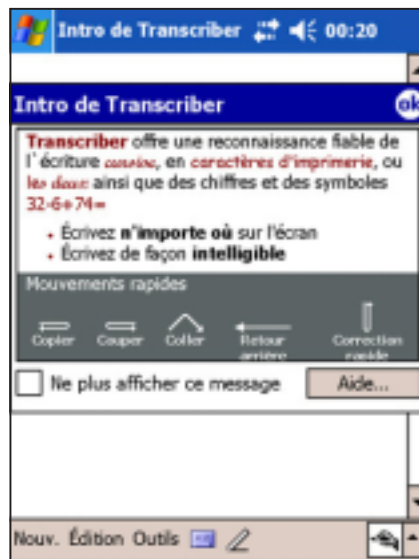 Intro de Transcriber 00:20
Intro de Transcriber ok
Transcriber offre une reconnaissance fiable de
l'écriture cursive, en caractères d'imprimerie, ou
les deux ainsi que des chiffres et des symboles
32-6+74=
• Écrivez n'importe où sur l'écran
• Écrivez de façon intelligible
Mouvements rapides
Copier Couper Coller Retour arrière Correction rapide
Ne plus afficher ce message Aide...
Nouv. Édition Outils